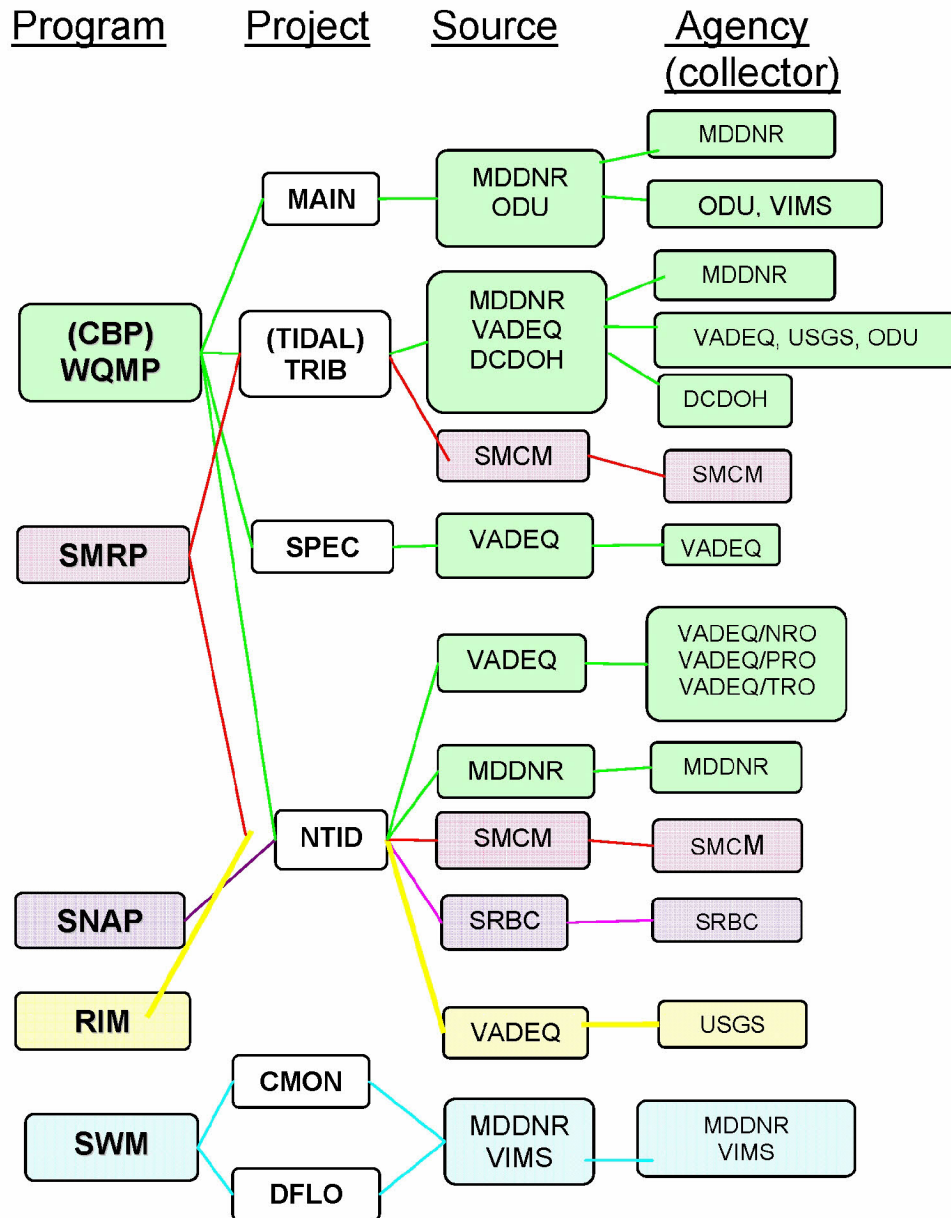 Program Project Source Agency
(collector)
MDDNR
MAIN
MDDNR
ODU
ODU, VIMS
(CBP)
WQMP
(TIDAL)
TRIB
MDDNR
VADEQ
DCDOH
MDDNR
VADEQ, USGS, ODU
DCDOH
SMCM
SMCM
SMRP
SPEC
VADEQ
VADEQ
VADEQ
VADEQ/NRO
VADEQ/PRO
VADEQ/TRO
MDDNR
MDDNR
NTID
SMCM
SMCM
SNAP
SRBC
SRBC
RIM
VADEQ
USGS
CMON
SWM
MDDNR
VIMS
MDDNR
VIMS
DFLO